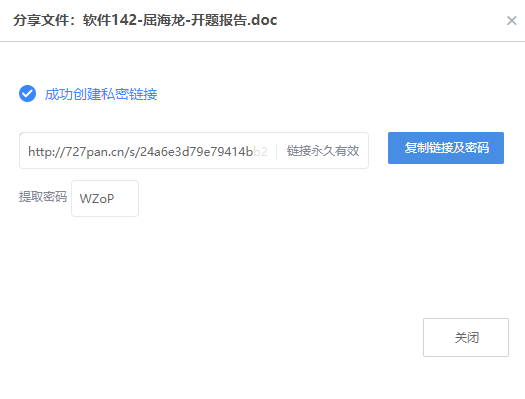 分享文件：软件142-屈海龙-开题报告.doc
成功创建私密链接
http://727pan.cn/s/24a6e3d79e79414bb2 链接永久有效 复制链接及密码
提取密码 WZoP
关闭